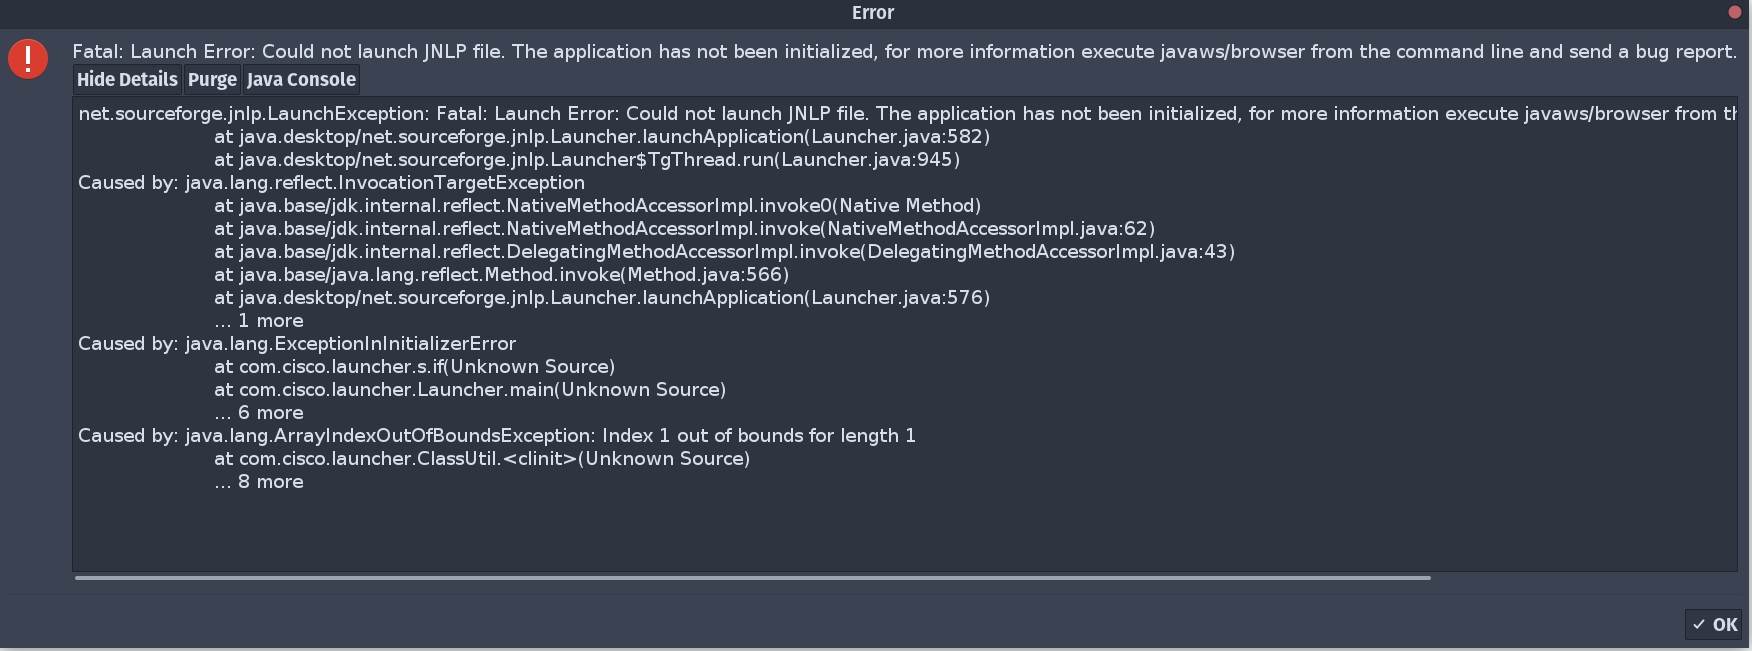 Error
Fatal: Launch Error: Could not launch JNLP file. The application has not been initialized, for more information execute javaws/browser from the command line and send a bug report.
Hide Details Purge Java Console
net.sourceforge.jnlp.LaunchException: Fatal: Launch Error: Could not launch JNLP file. The application has not been initialized, for more information execute javaws/browser from
at java.desktop/net.sourceforge.jnlp.Launcher.launchApplication(Launcher.java:582)
at java.desktop/net.sourceforge.jnlp.Launcher$TgThread.run(Launcher.java:945)
Caused by: java.lang.reflect.InvocationTargetException
at java.base/jdk.internal.reflect.NativeMethodAccessorImpl.invoke0(Native Method)
at java.base/jdk.internal.reflect.NativeMethodAccessorImpl.invoke(NativeMethodAccessorImpl.java:62)
at java.base/jdk.internal.reflect.DelegatingMethodAccessorImpl.invoke(DelegatingMethodAccessorImpl.java:43)
at java.base/java.lang.reflect.Method.invoke(Method.java:566)
at java.desktop/net.sourceforge.jnlp.Launcher.launchApplication(Launcher.java:576)
... 1 more
Caused by: java.lang.ExceptionInInitializerError
at com.cisco.launcher.s.if(Unknown Source)
at com.cisco.launcher.Launcher.main(Unknown Source)
... 6 more
Caused by: java.lang.ArrayIndexOutOfBoundsException: Index 1 out of bounds for length 1
at com.cisco.launcher.ClassUtil.<clinit>(Unknown Source)
... 8 more
OK